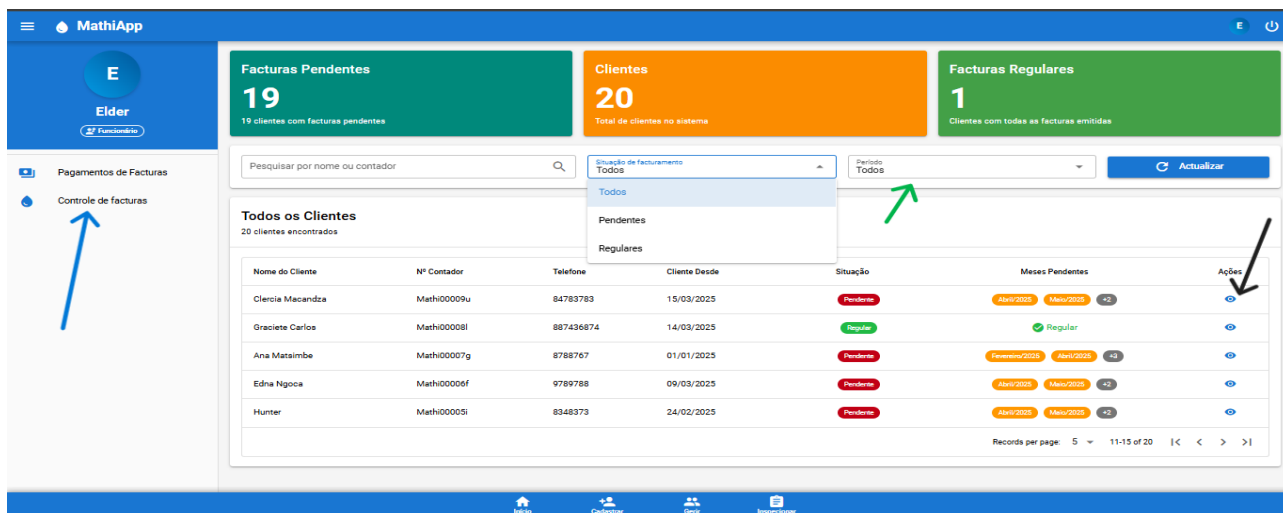 MathiApp
E
E
Elder
Funcionário
Pagamentos de Facturas
Controle de facturas
Facturas Pendentes
19
19 clientes com facturas pendentes
Clientes
20
Total de clientes no sistema
Facturas Regulares
1
Clientes com todas as facturas emitidas
Pesquisar por nome ou contador
Situação de facturamento
Todos
Período
Todos
Actualizar
Todos
Pendentes
Regulares
Todos os Clientes
20 clientes encontrados
Nome do Cliente Nº Contador Telefone Cliente Desde Situação Meses Pendentes Ações
Clercia Macandza Mathi00009u 84783783 15/03/2025 Pendente Abril/2025 Maio/2025 +2
Graciete Carlos Mathi00008l 887436874 14/03/2025 Regular Regular
Ana Matsimbe Mathi00007g 8788767 01/01/2025 Pendente Fevereiro/2025 Abril/2025 +3
Edna Ngoca Mathi00006f 9789788 09/03/2025 Pendente Abril/2025 Maio/2025 +2
Hunter Mathi00005i 8348373 24/02/2025 Pendente Abril/2025 Maio/2025 +2
Records per page: 5 11-15 of 20
Início Cadastrar Gerir Inspecionar